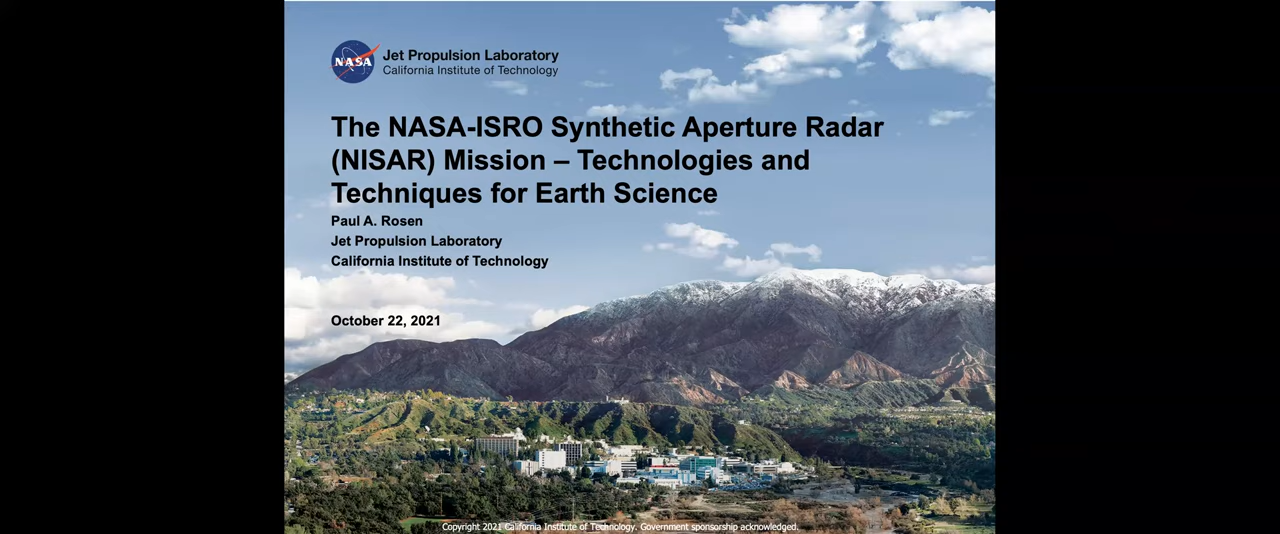 NASA
Jet Propulsion Laboratory
California Institute of Technology
The NASA-ISRO Synthetic Aperture Radar
(NISAR) Mission – Technologies and
Techniques for Earth Science
Paul A. Rosen
Jet Propulsion Laboratory
California Institute of Technology
October 22, 2021
Copyright 2021 California Institute of Technology. Government sponsorship acknowledged.